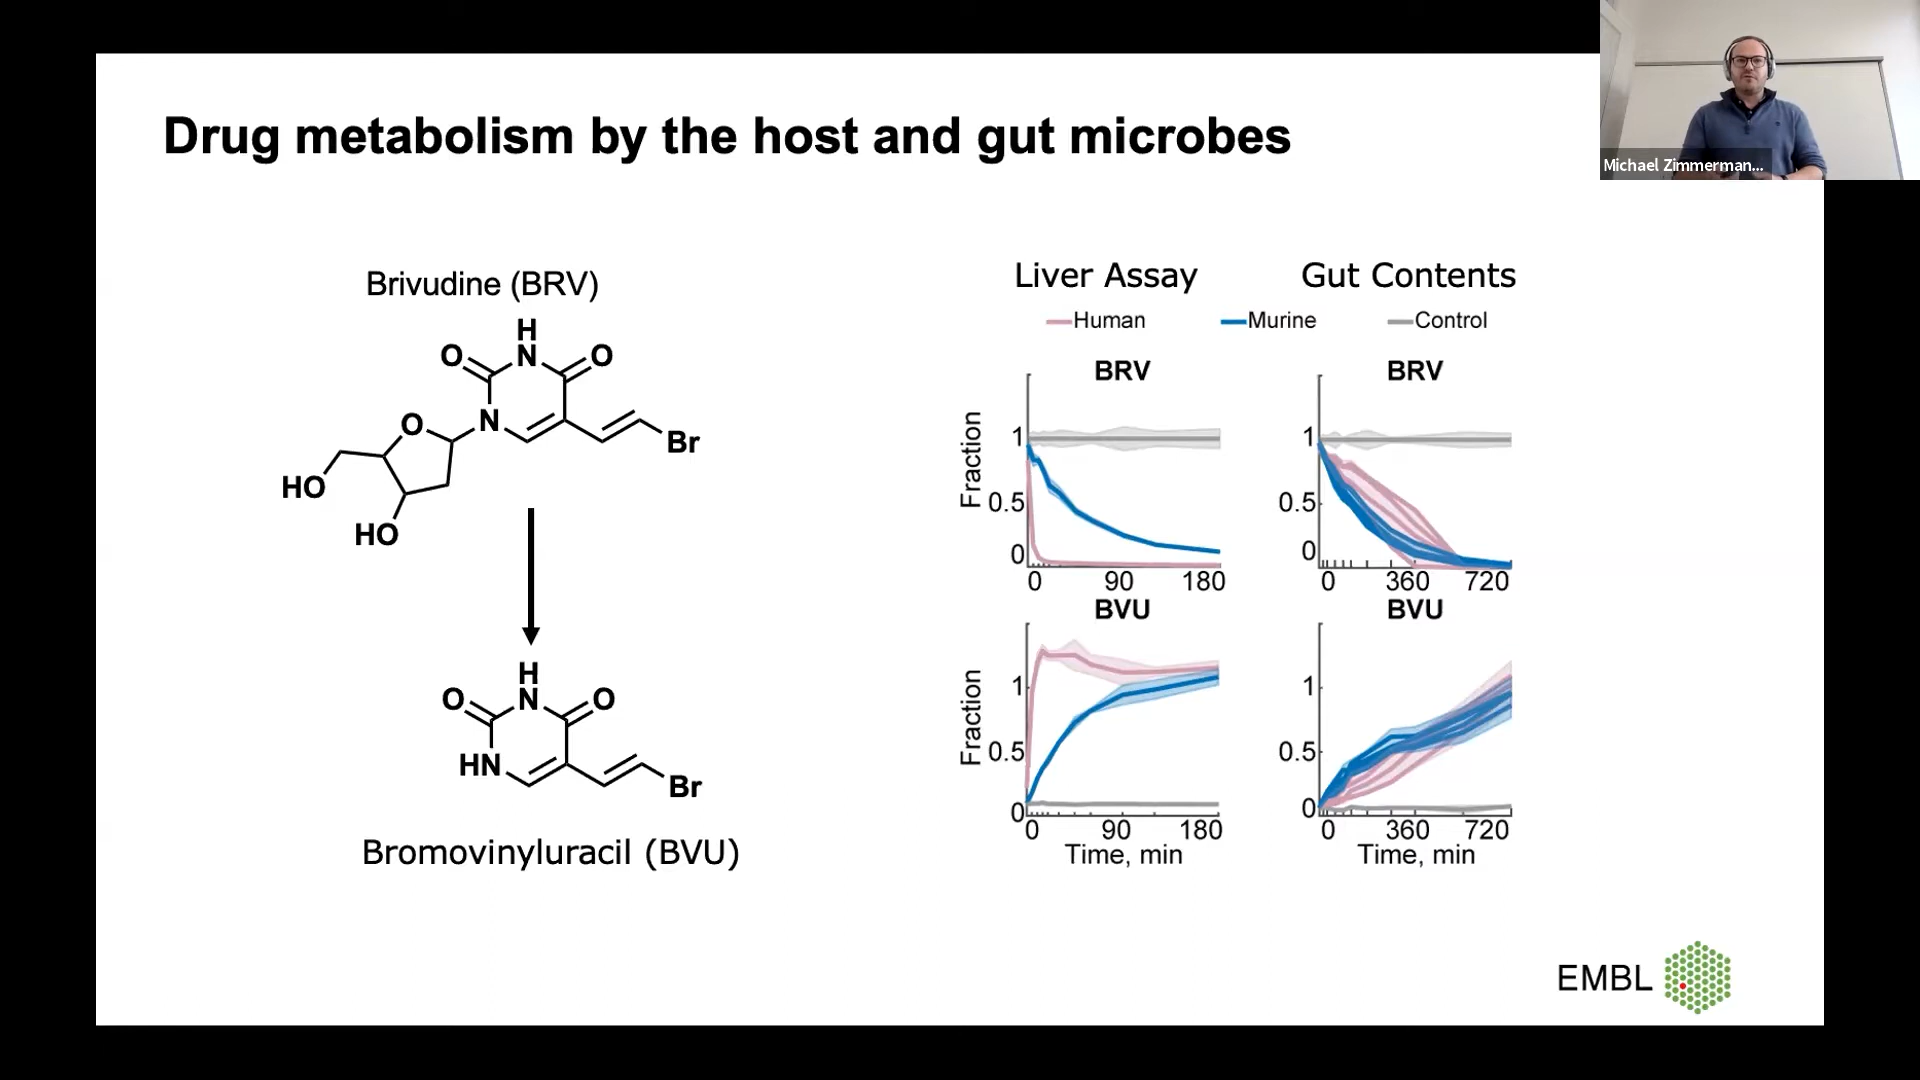 Michael Zimmerman...
Drug metabolism by the host and gut microbes
Brivudine (BRV)
H
O N O
O N
Br
HO
HO
H
O N O
HN
Br
Bromovinyluracil (BVU)
Liver Assay Gut Contents
Human Murine Control
BRV BRV
Fraction
1
0.5
0
0 90 180
1
0.5
0
0 360 720
BVU BVU
Fraction
1
0.5
0
0 90 180
Time, min
1
0.5
0
0 360 720
Time, min
EMBL